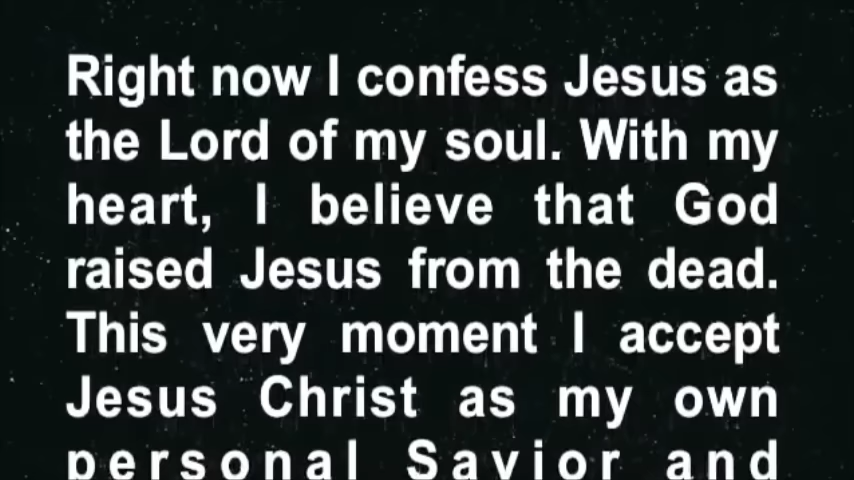 Right now I confess Jesus as
the Lord of my soul. With my
heart, I believe that God
raised Jesus from the dead.
This very moment I accept
Jesus Christ as my own
personal Savior and